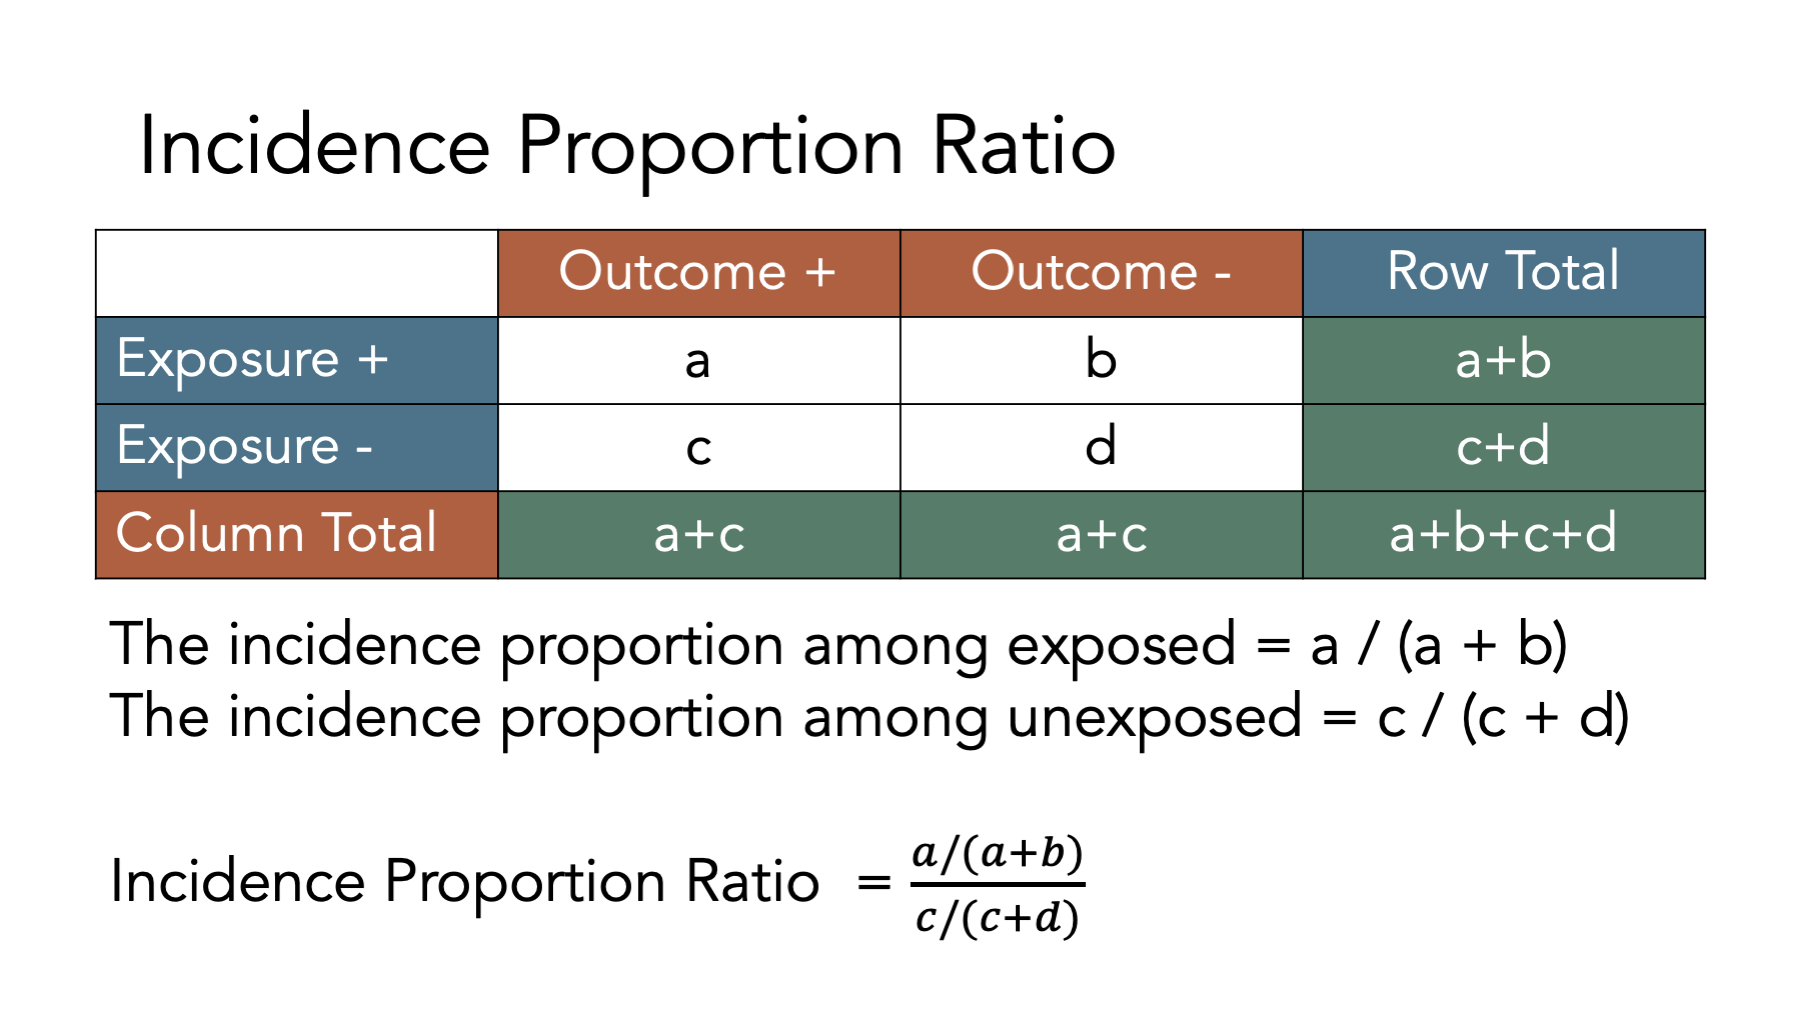 Incidence Proportion Ratio
Outcome + Outcome - Row Total
Exposure + a b a+b
Exposure - c d c+d
Column Total a+c a+c a+b+c+d
The incidence proportion among exposed = a / (a + b)
The incidence proportion among unexposed = c / (c + d)
Incidence Proportion Ratio = a/(a+b)
c/(c+d)